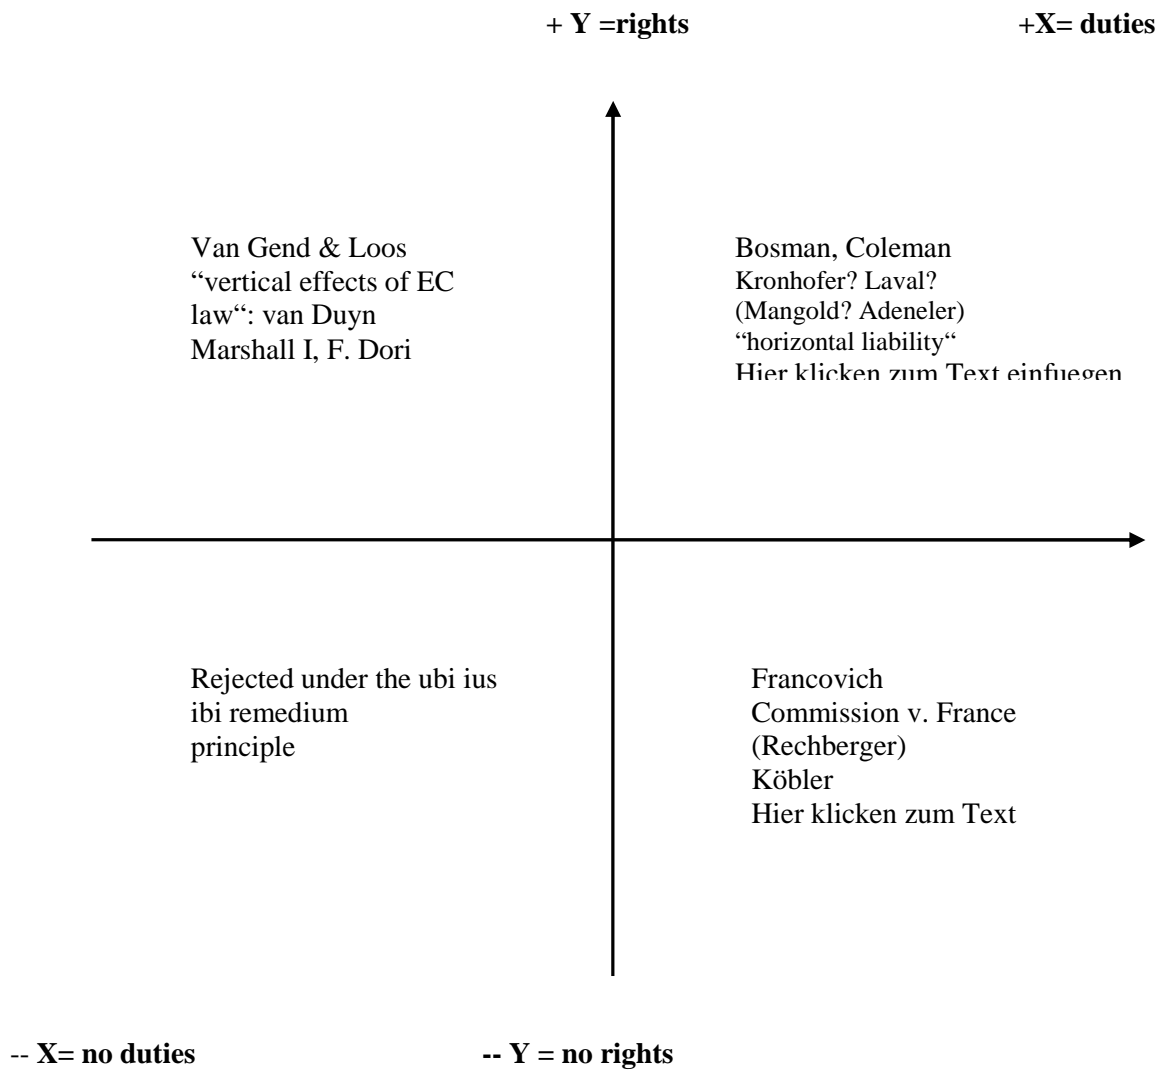 + Y =rights
+X= duties
Van Gend & Loos
“vertical effects of EC
law“: van Duyn
Marshall I, F. Dori
Bosman, Coleman
Kronhofer? Laval?
(Mangold? Adeneler)
“horizontal liability“
Hier klicken zum Text einfuegen
Rejected under the ubi ius
ibi remedium
principle
Francovich
Commission v. France
(Rechberger)
Köbler
Hier klicken zum Text
-- X= no duties
-- Y = no rights